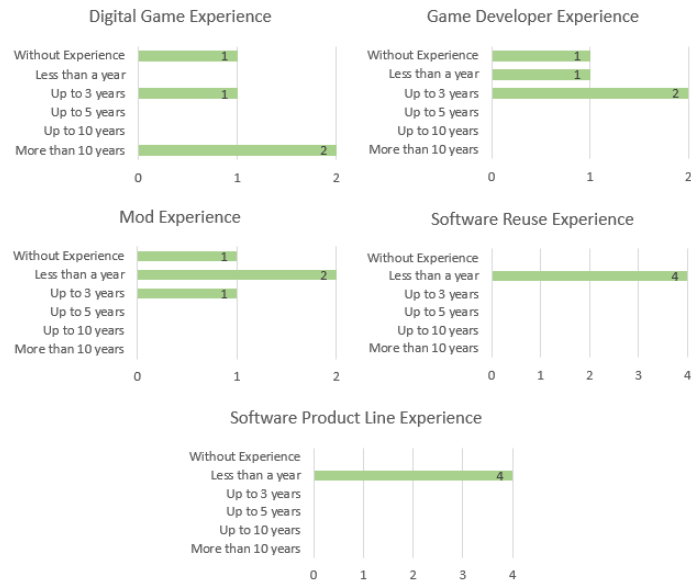 Digital Game Experience
Without Experience 1
Less than a year
Up to 3 years 1
Up to 5 years
Up to 10 years
More than 10 years 2
0 1 2
Game Developer Experience
Without Experience 1
Less than a year 1
Up to 3 years 2
Up to 5 years
Up to 10 years
More than 10 years
0 1 2
Mod Experience
Without Experience 1
Less than a year 2
Up to 3 years 1
Up to 5 years
Up to 10 years
More than 10 years
0 1 2
Software Reuse Experience
Without Experience
Less than a year 4
Up to 3 years
Up to 5 years
Up to 10 years
More than 10 years
0 1 2 3 4
Software Product Line Experience
Without Experience
Less than a year 4
Up to 3 years
Up to 5 years
Up to 10 years
More than 10 years
0 1 2 3 4